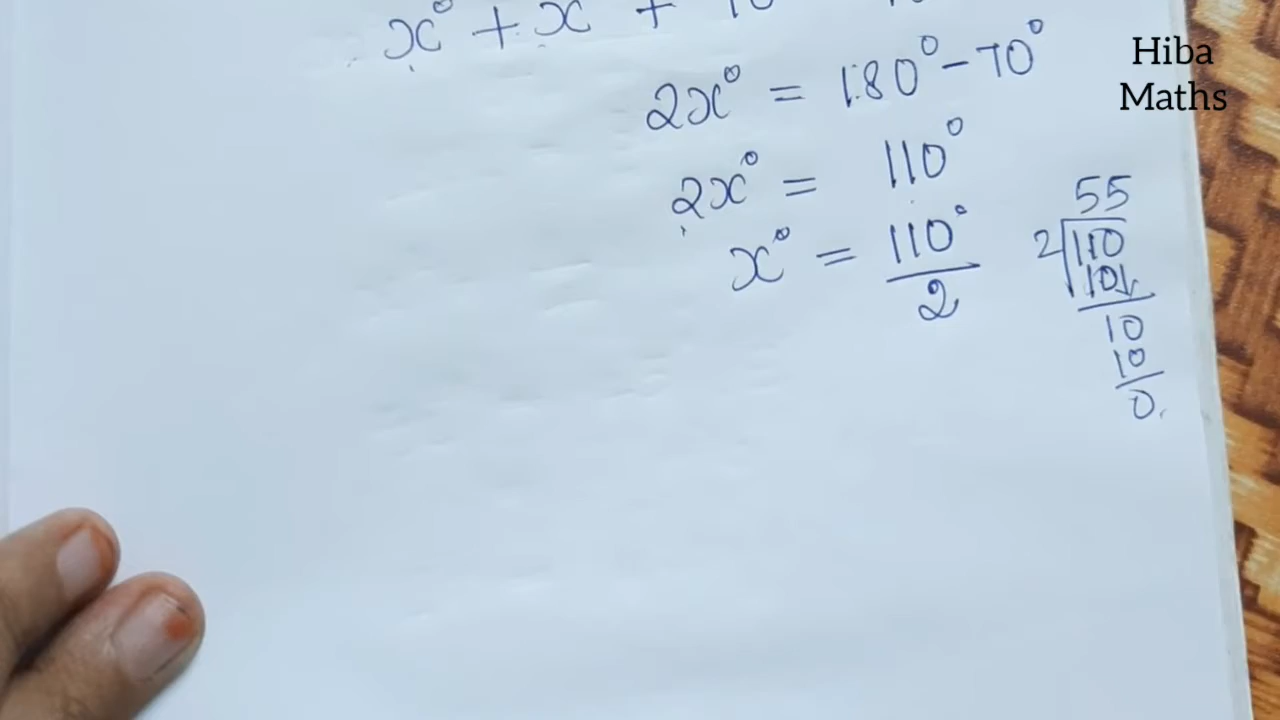 x° + x +
2x° = 180° - 70°
2x° = 110°
x° = 110° / 2
55
2 110
10↓
10
10
0
Hiba
Maths